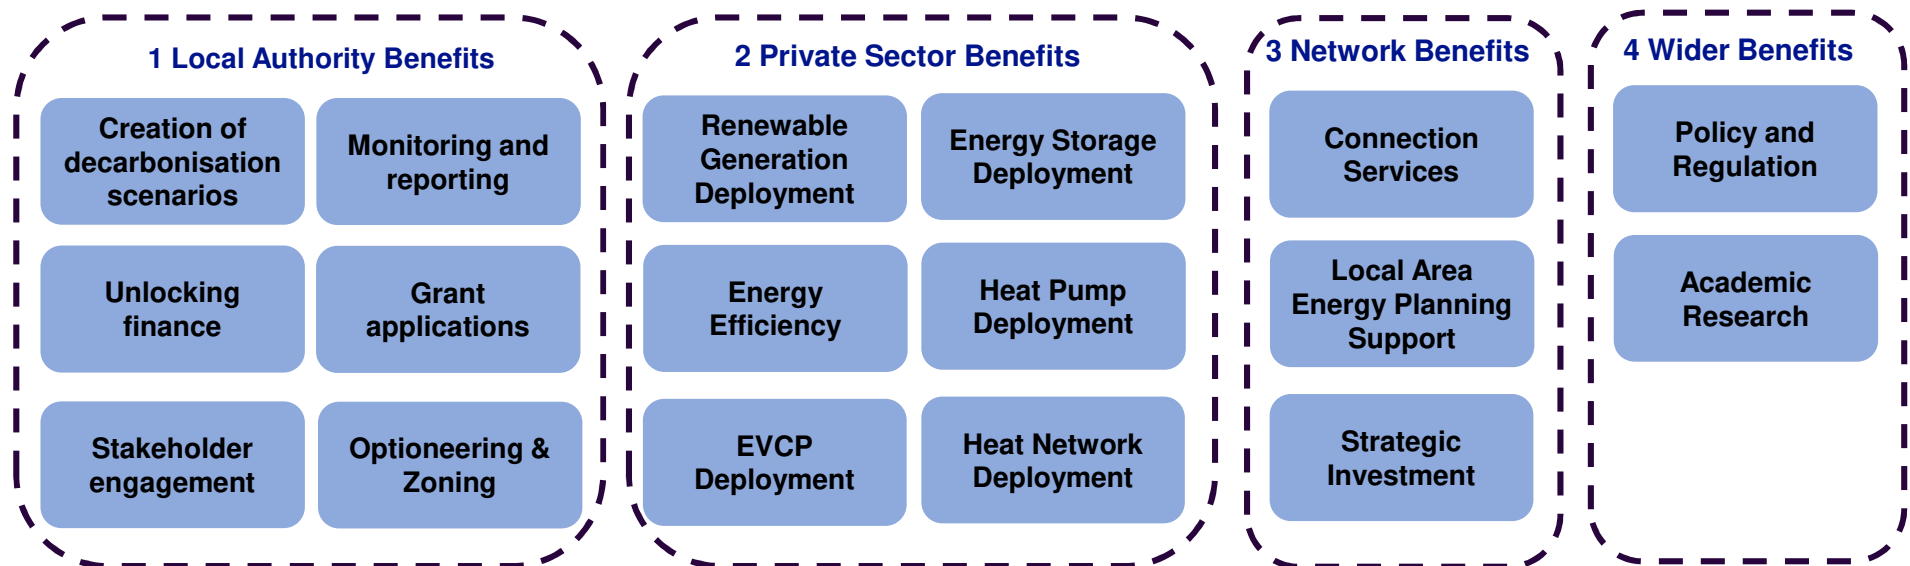 1 Local Authority Benefits
Creation of
decarbonisation
scenarios
Monitoring and
reporting
Unlocking
finance
Grant
applications
Stakeholder
engagement
Optioneering &
Zoning
2 Private Sector Benefits
Renewable
Generation
Deployment
Energy Storage
Deployment
Energy
Efficiency
Heat Pump
Deployment
EVCP
Deployment
Heat Network
Deployment
3 Network Benefits
Connection
Services
Local Area
Energy Planning
Support
Strategic
Investment
4 Wider Benefits
Policy and
Regulation
Academic
Research